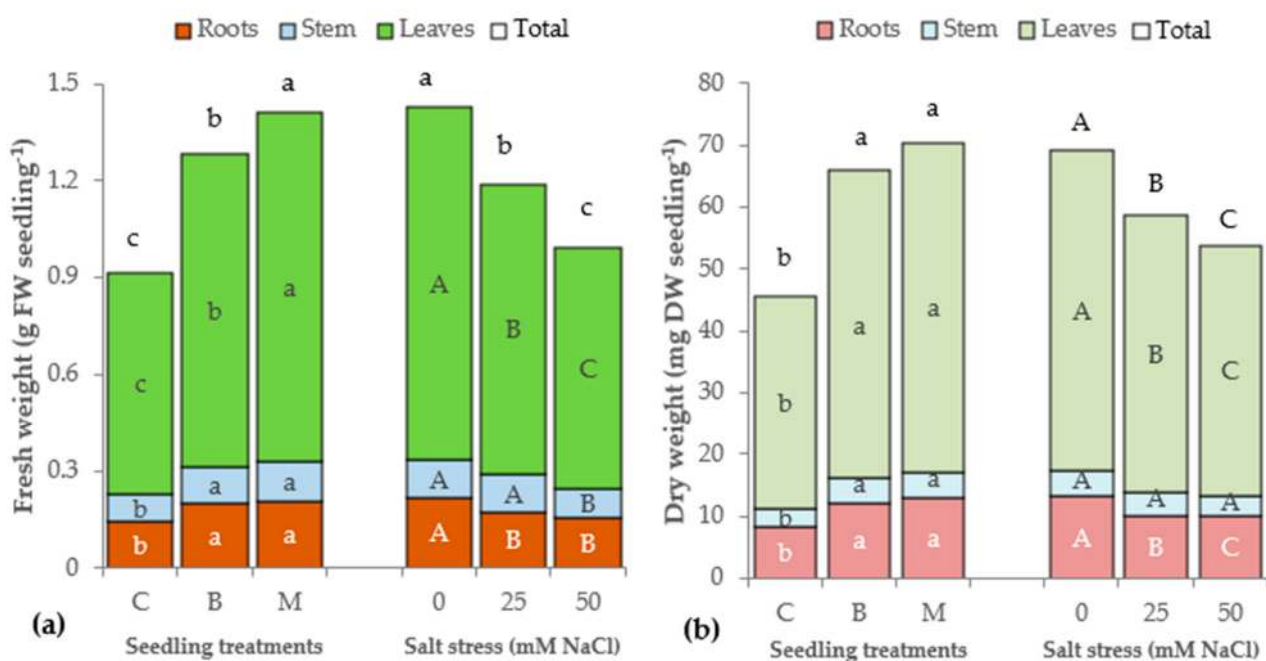 Roots Stem Leaves Total
Fresh weight (g FW seedling-1)
1.5
1.2
0.9
0.6
0.3
0
c b a a b c
c b a A B C
b a a A A B
b a a A B B
C B M 0 25 50
(a) Seedling treatments Salt stress (mM NaCl)
Roots Stem Leaves Total
Dry weight (mg DW seedling-1)
80
70
60
50
40
30
20
10
0
b a a A B C
b a a A B C
b a a A A A
b a a A B C
C B M 0 25 50
(b) Seedling treatments Salt stress (mM NaCl)